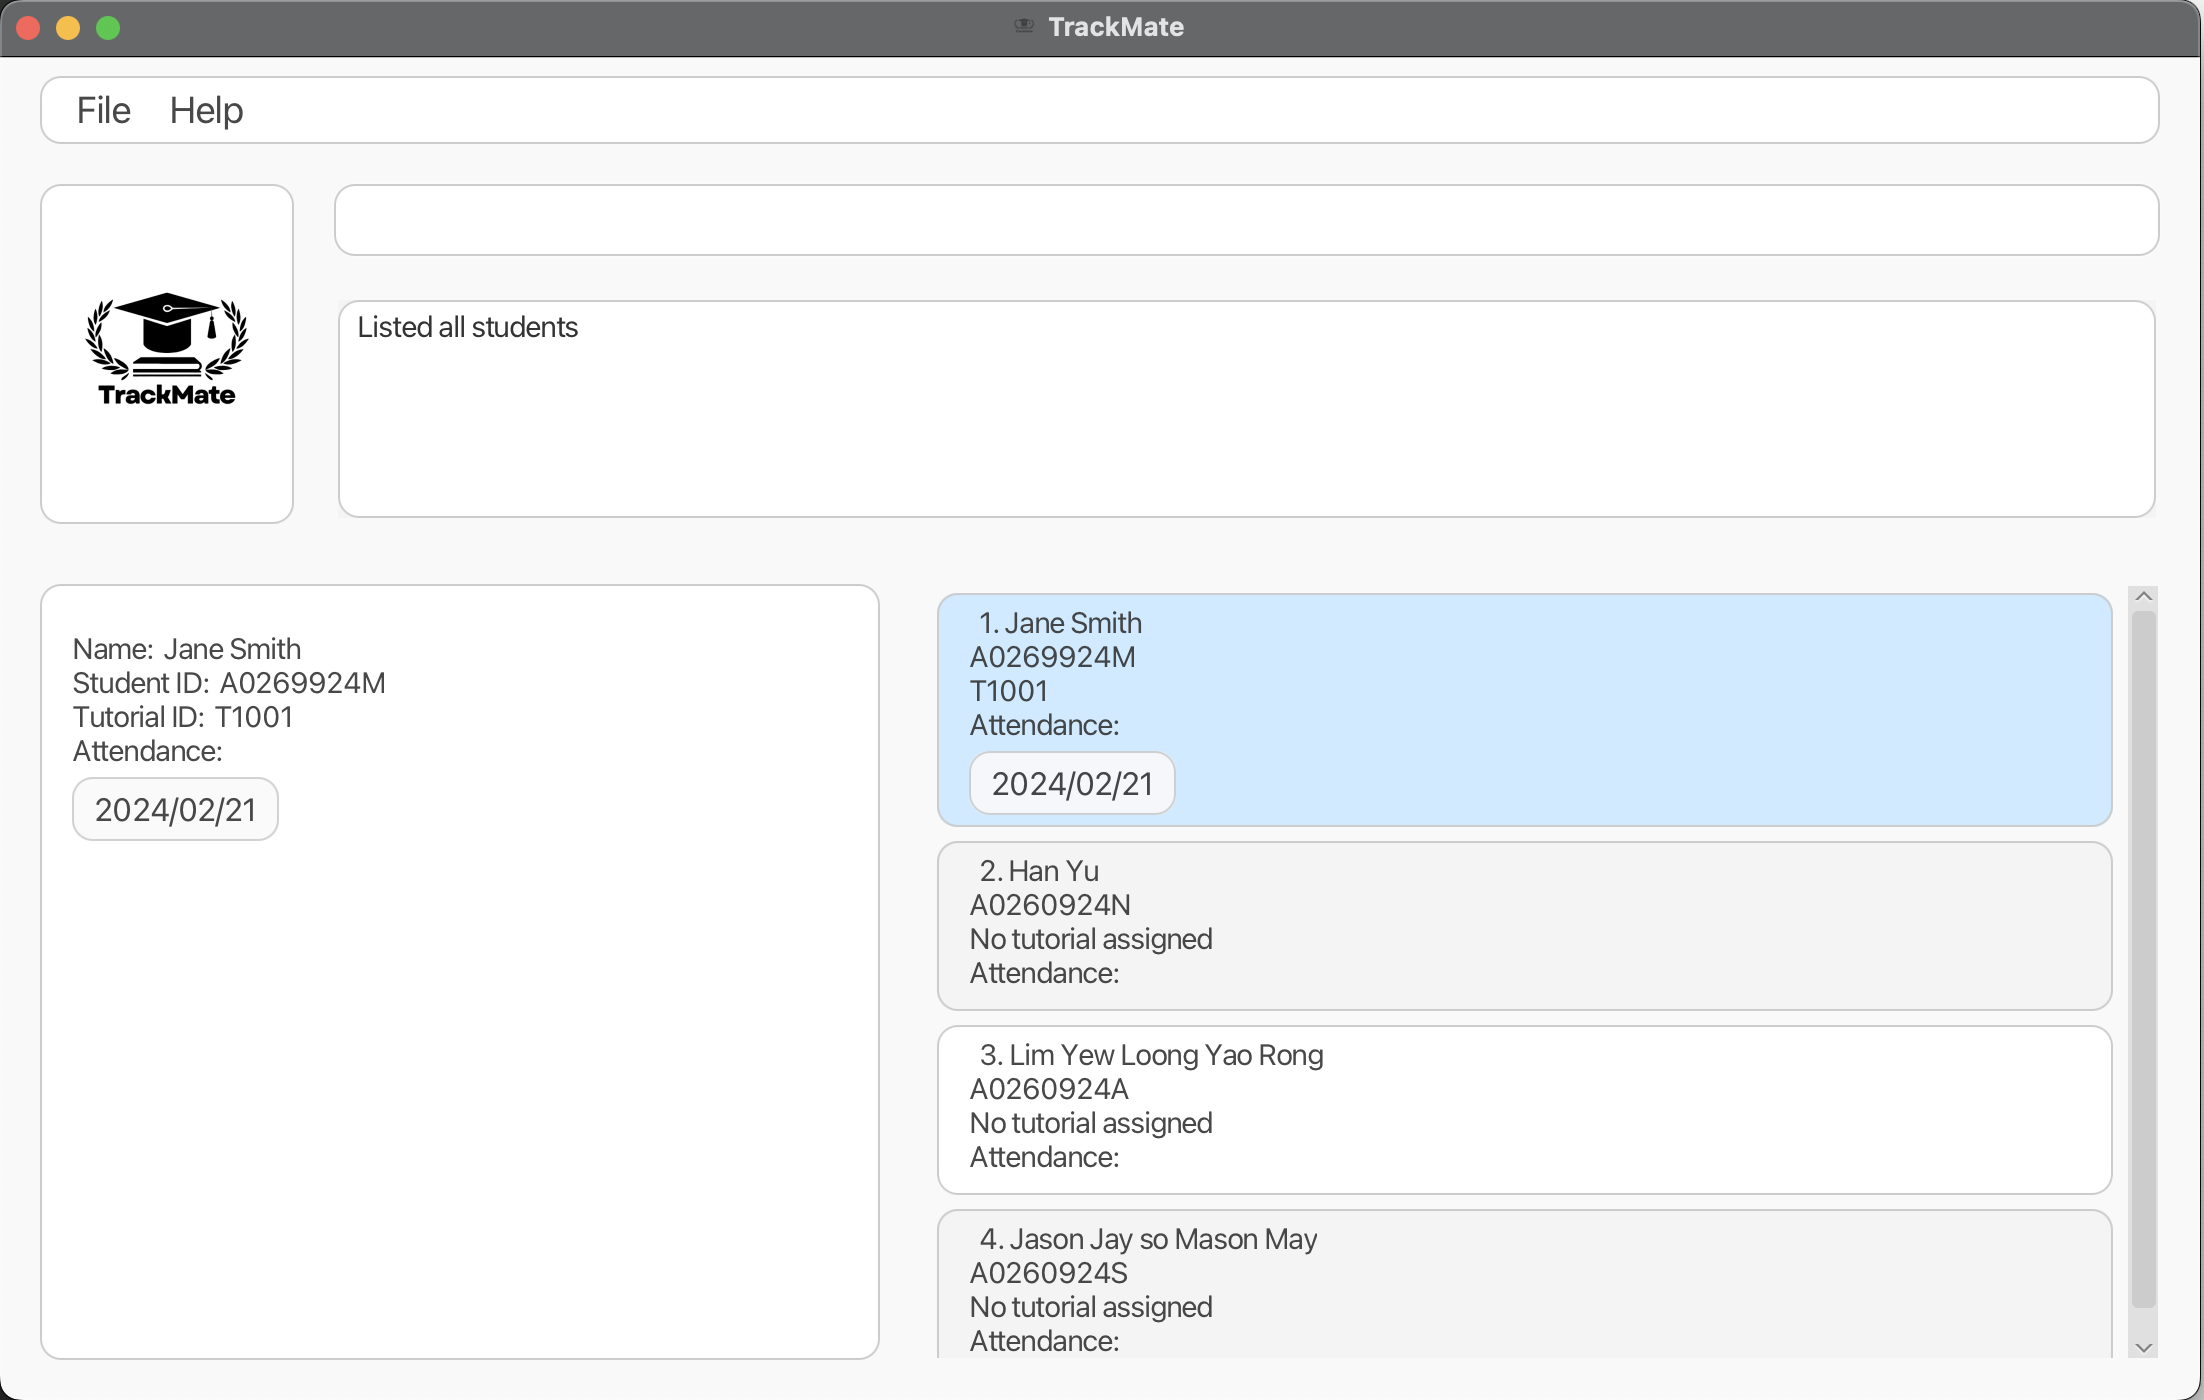 TrackMate
File Help
TrackMate
Listed all students
Name: Jane Smith
Student ID: A0269924M
Tutorial ID: T1001
Attendance:
2024/02/21
1. Jane Smith
A0269924M
T1001
Attendance:
2024/02/21
2. Han Yu
A0260924N
No tutorial assigned
Attendance:
3. Lim Yew Loong Yao Rong
A0260924A
No tutorial assigned
Attendance:
4. Jason Jay so Mason May
A0260924S
No tutorial assigned
Attendance: